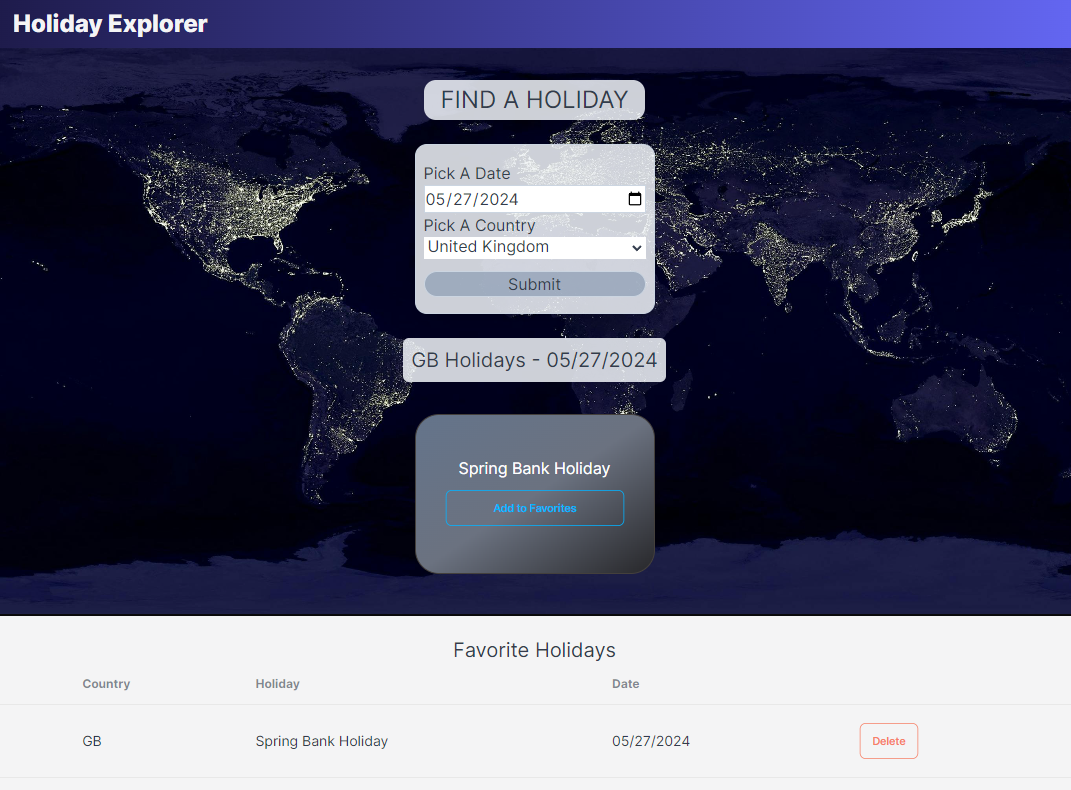 Holiday Explorer
FIND A HOLIDAY
Pick A Date
05/27/2024
Pick A Country
United Kingdom
Submit
GB Holidays - 05/27/2024
Spring Bank Holiday
Add to Favorites
Favorite Holidays
Country Holiday Date
GB Spring Bank Holiday 05/27/2024 Delete